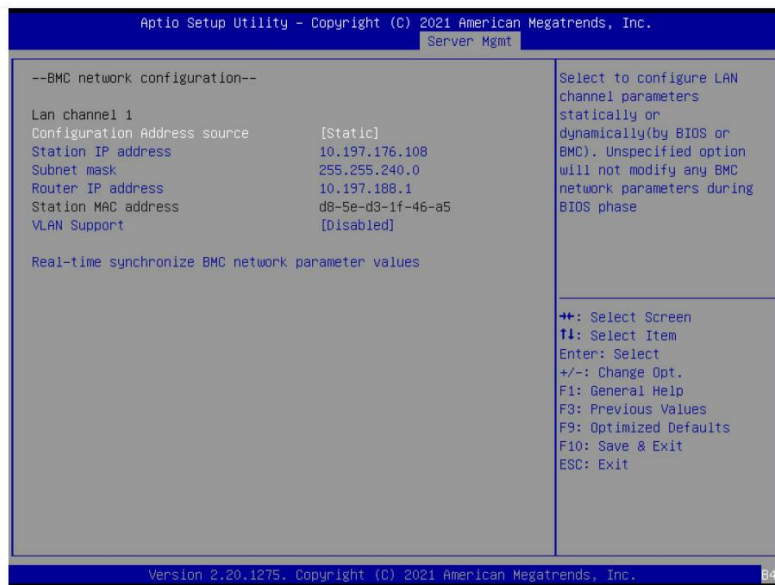 Aptio Setup Utility – Copyright (C) 2021 American Megatrends, Inc.
Server Mgmt
--BMC network configuration--
Lan channel 1
Configuration Address source [Static]
Station IP address 10.197.176.108
Subnet mask 255.255.240.0
Router IP address 10.197.188.1
Station MAC address d8-5e-d3-1f-46-a5
VLAN Support [Disabled]
Real-time synchronize BMC network parameter values
Select to configure LAN
channel parameters
statically or
dynamically(by BIOS or
BMC). Unspecified option
will not modify any BMC
network parameters during
BIOS phase
→←: Select Screen
↑↓: Select Item
Enter: Select
+/-: Change Opt.
F1: General Help
F3: Previous Values
F9: Optimized Defaults
F10: Save & Exit
ESC: Exit
Version 2.20.1275. Copyright (C) 2021 American Megatrends, Inc.
B4